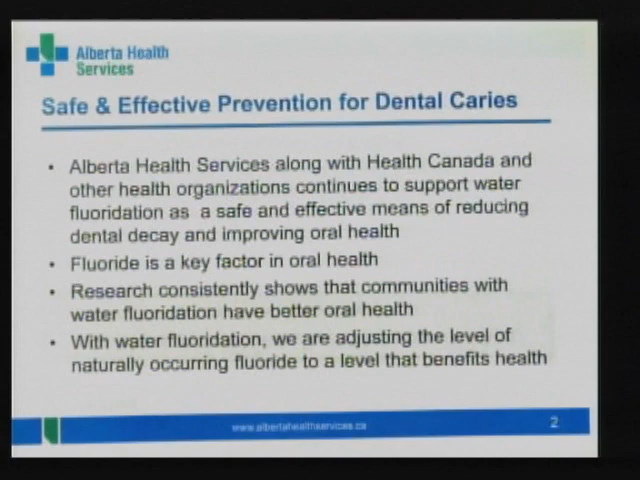 Alberta Health
Services
Safe & Effective Prevention for Dental Caries
• Alberta Health Services along with Health Canada and
other health organizations continues to support water
fluoridation as a safe and effective means of reducing
dental decay and improving oral health
• Fluoride is a key factor in oral health
• Research consistently shows that communities with
water fluoridation have better oral health
• With water fluoridation, we are adjusting the level of
naturally occurring fluoride to a level that benefits health
www.albertahealthservices.ca
2